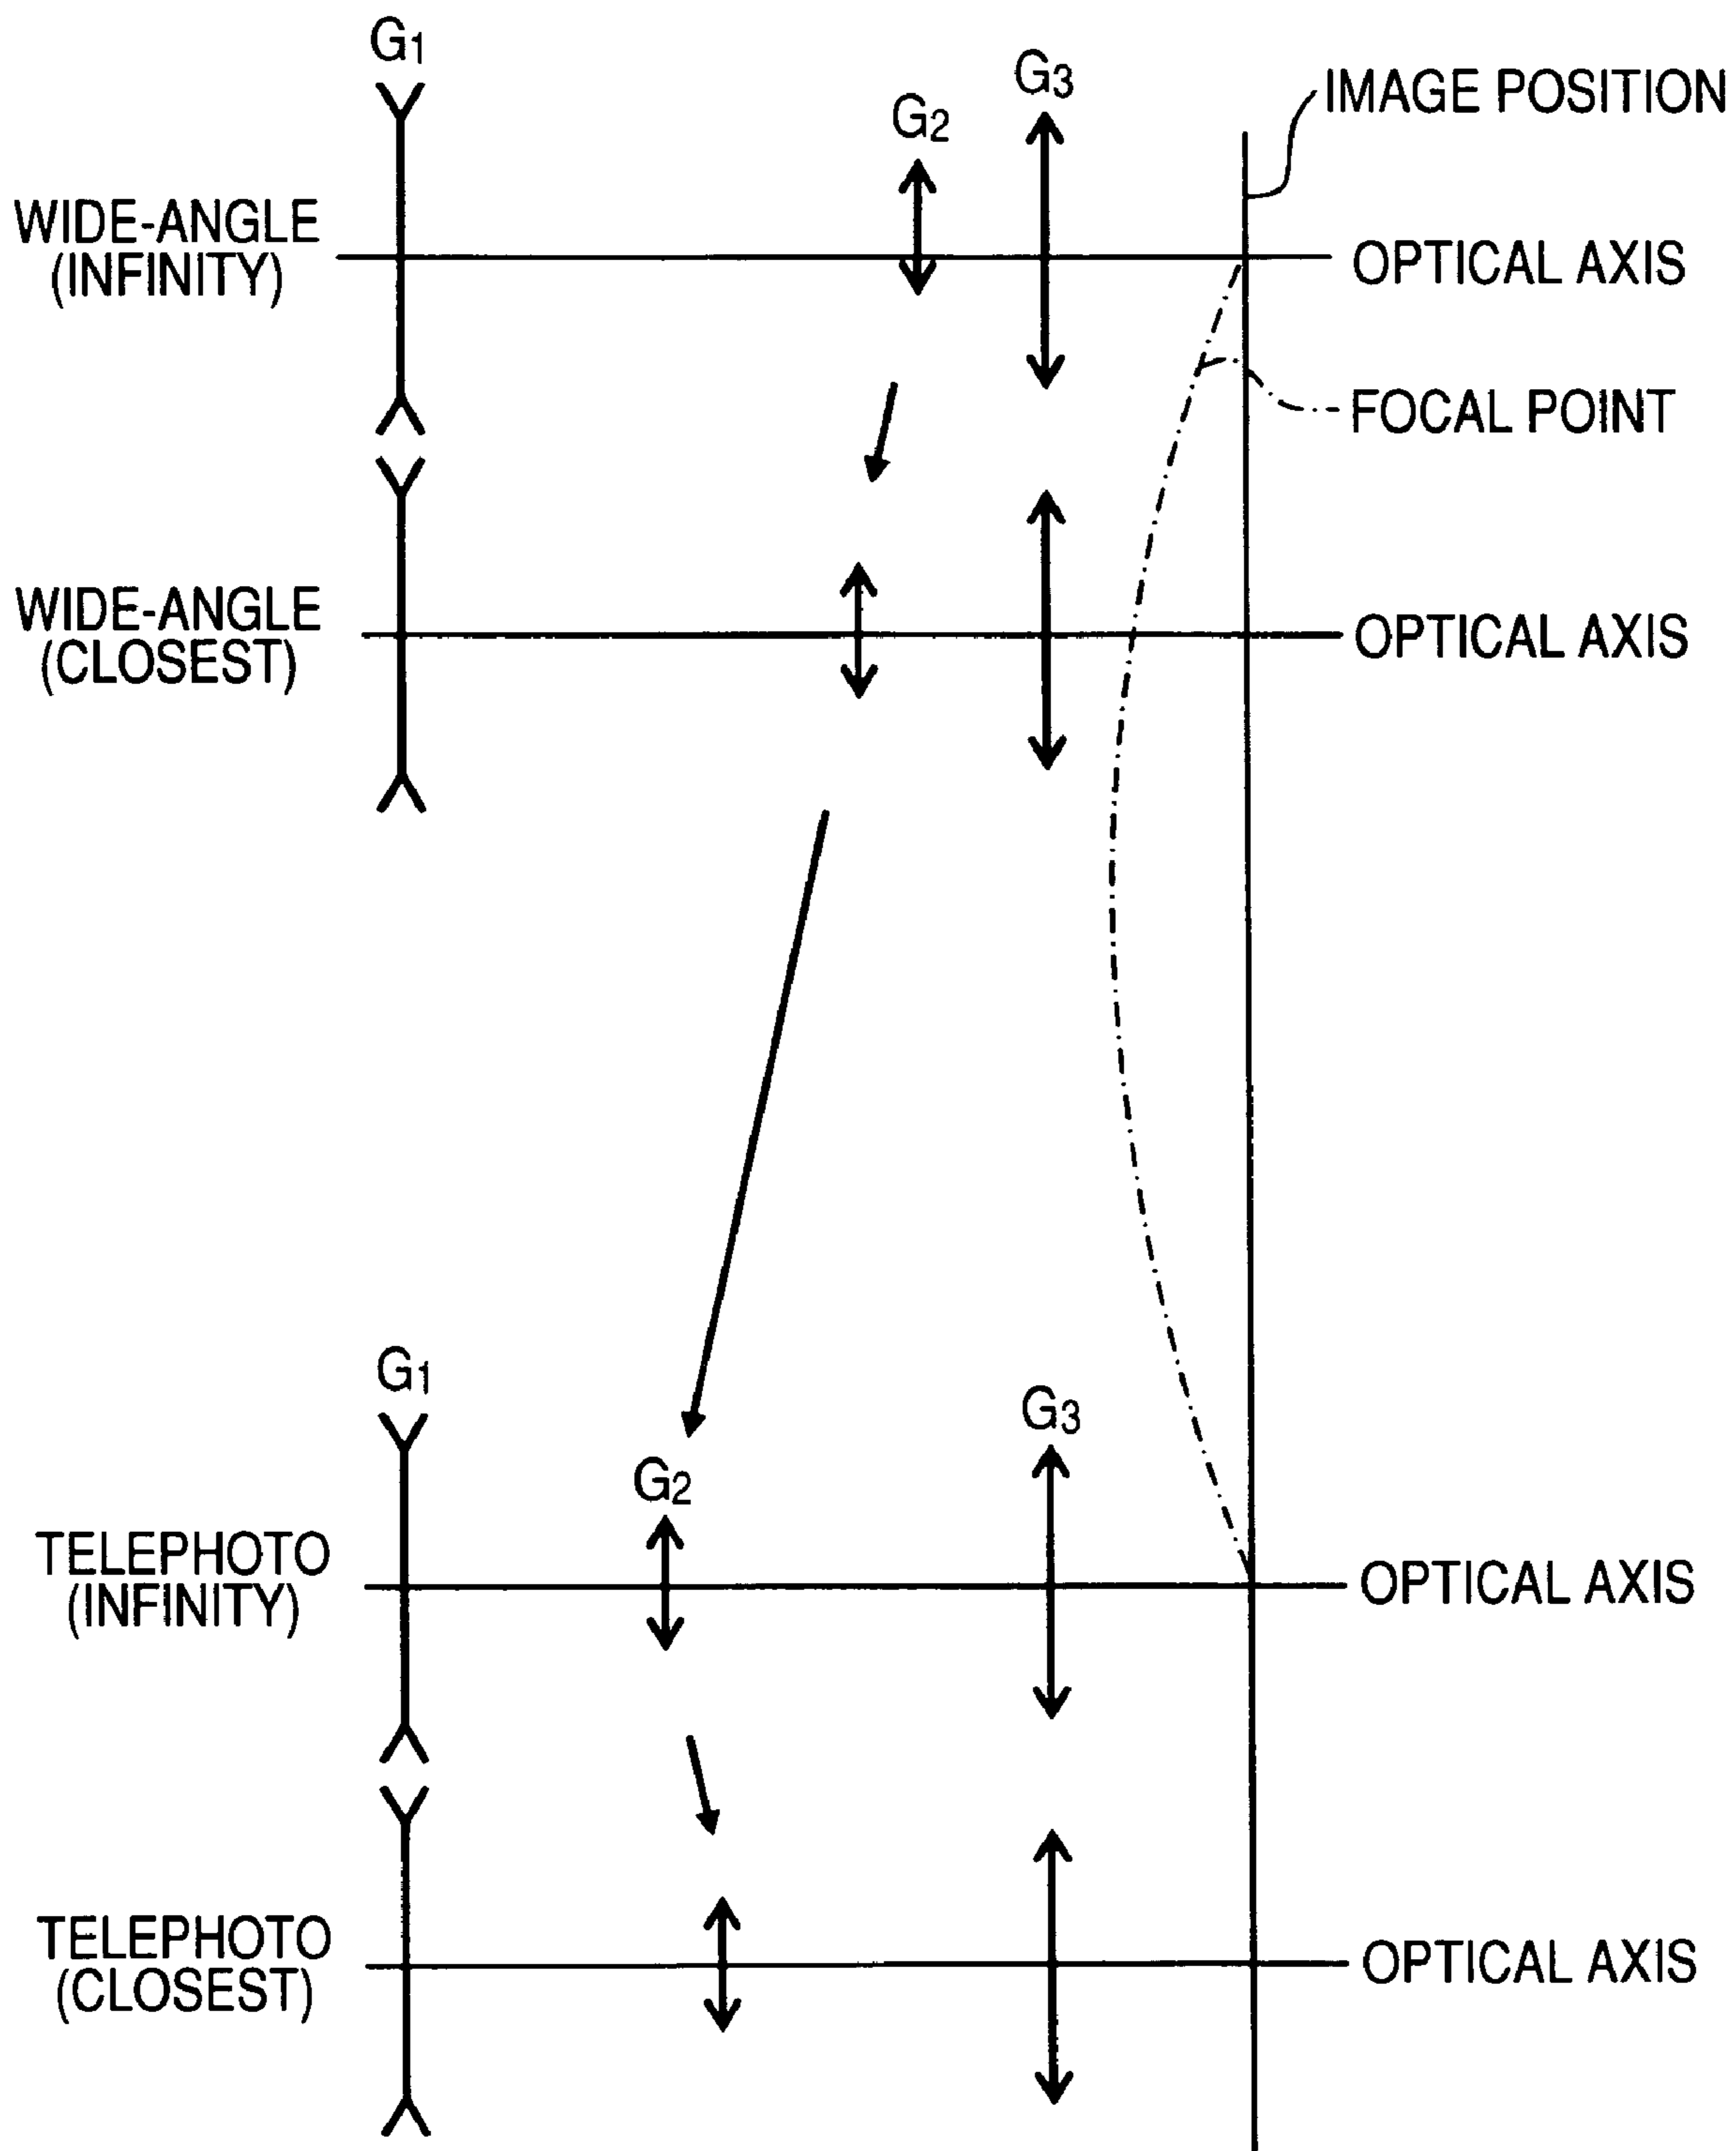 G1
G2
G3
IMAGE POSITION
WIDE-ANGLE
(INFINITY)
OPTICAL AXIS
FOCAL POINT
WIDE-ANGLE
(CLOSEST)
OPTICAL AXIS
G1
G2
G3
TELEPHOTO
(INFINITY)
OPTICAL AXIS
TELEPHOTO
(CLOSEST)
OPTICAL AXIS